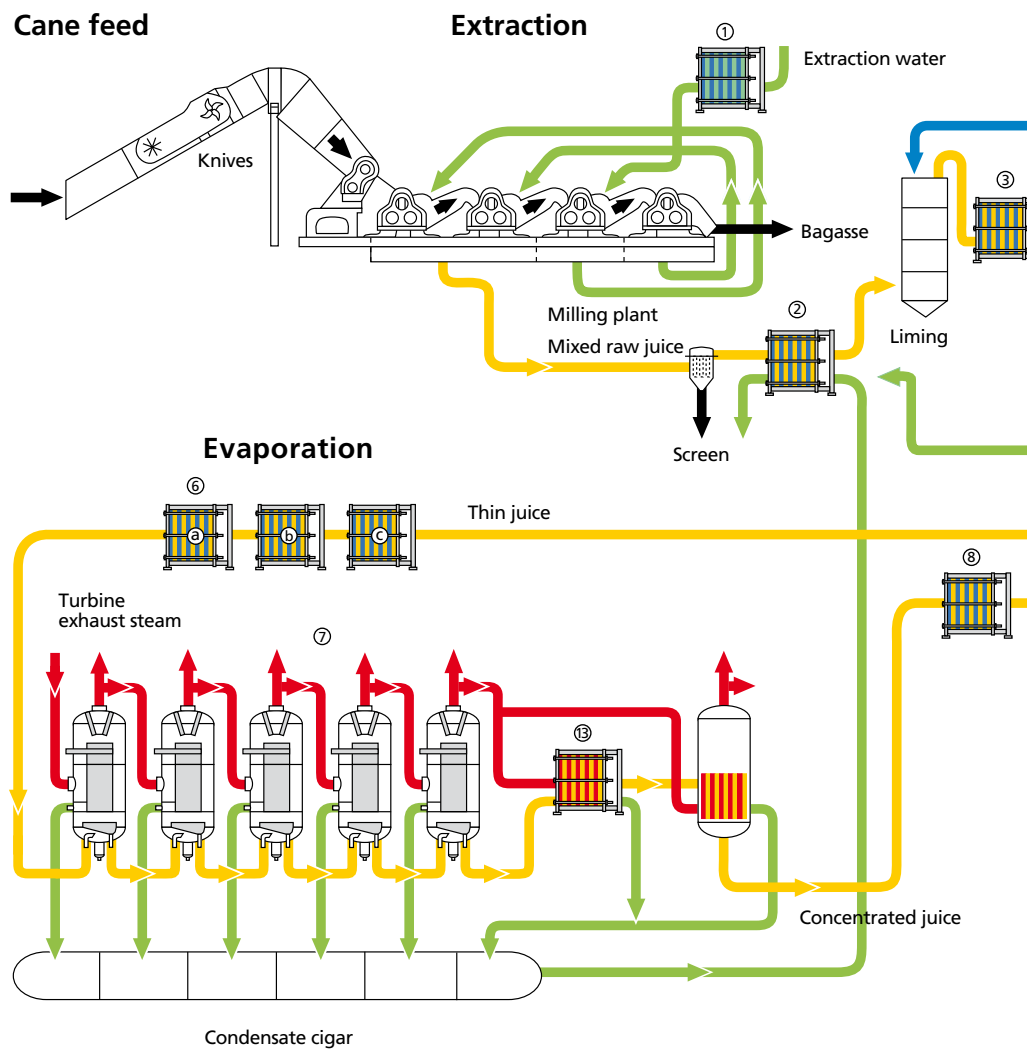 Cane feed
Extraction
①
Extraction water
Knives
③
Bagasse
Milling plant
②
Mixed raw juice
Liming
Screen
Evaporation
⑥
Thin juice
a
b
c
⑧
Turbine
exhaust steam
⑦
⑬
Concentrated juice
Condensate cigar